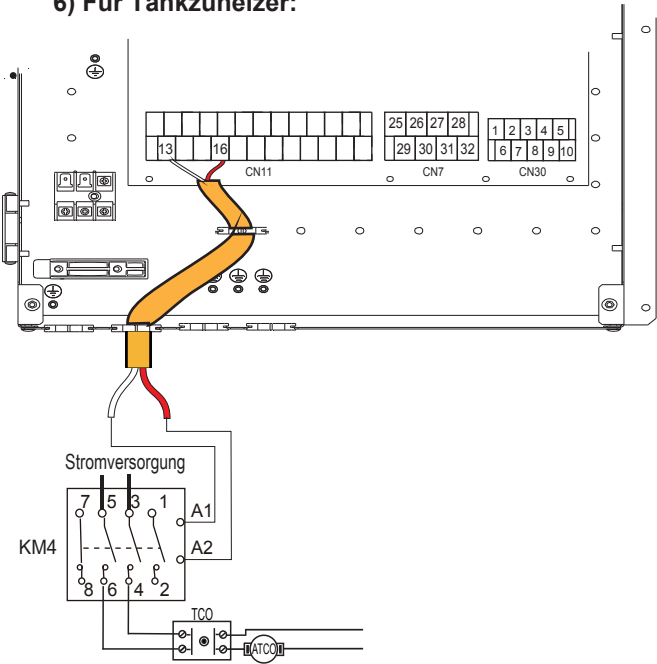 6) Für Tankzuheizer:
25 26 27 28
29 30 31 32
1 2 3 4 5
6 7 8 9 10
13 16
CN11
CN7
CN30
Stromversorgung
7 5 3 1
A1
KM4
A2
8 6 4 2
TCO
ATCO